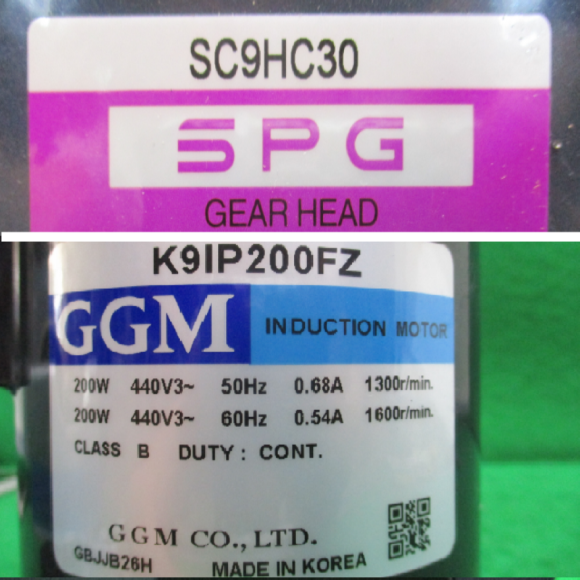 SC9HC30
SPG
GEAR HEAD
K9IP200FZ
GGM INDUCTION MOTOR
200W 440V3~ 50Hz 0.68A 1300r/min.
200W 440V3~ 60Hz 0.54A 1600r/min.
CLASS B DUTY : CONT.
GGM CO., LTD.
GBJJB26H MADE IN KOREA